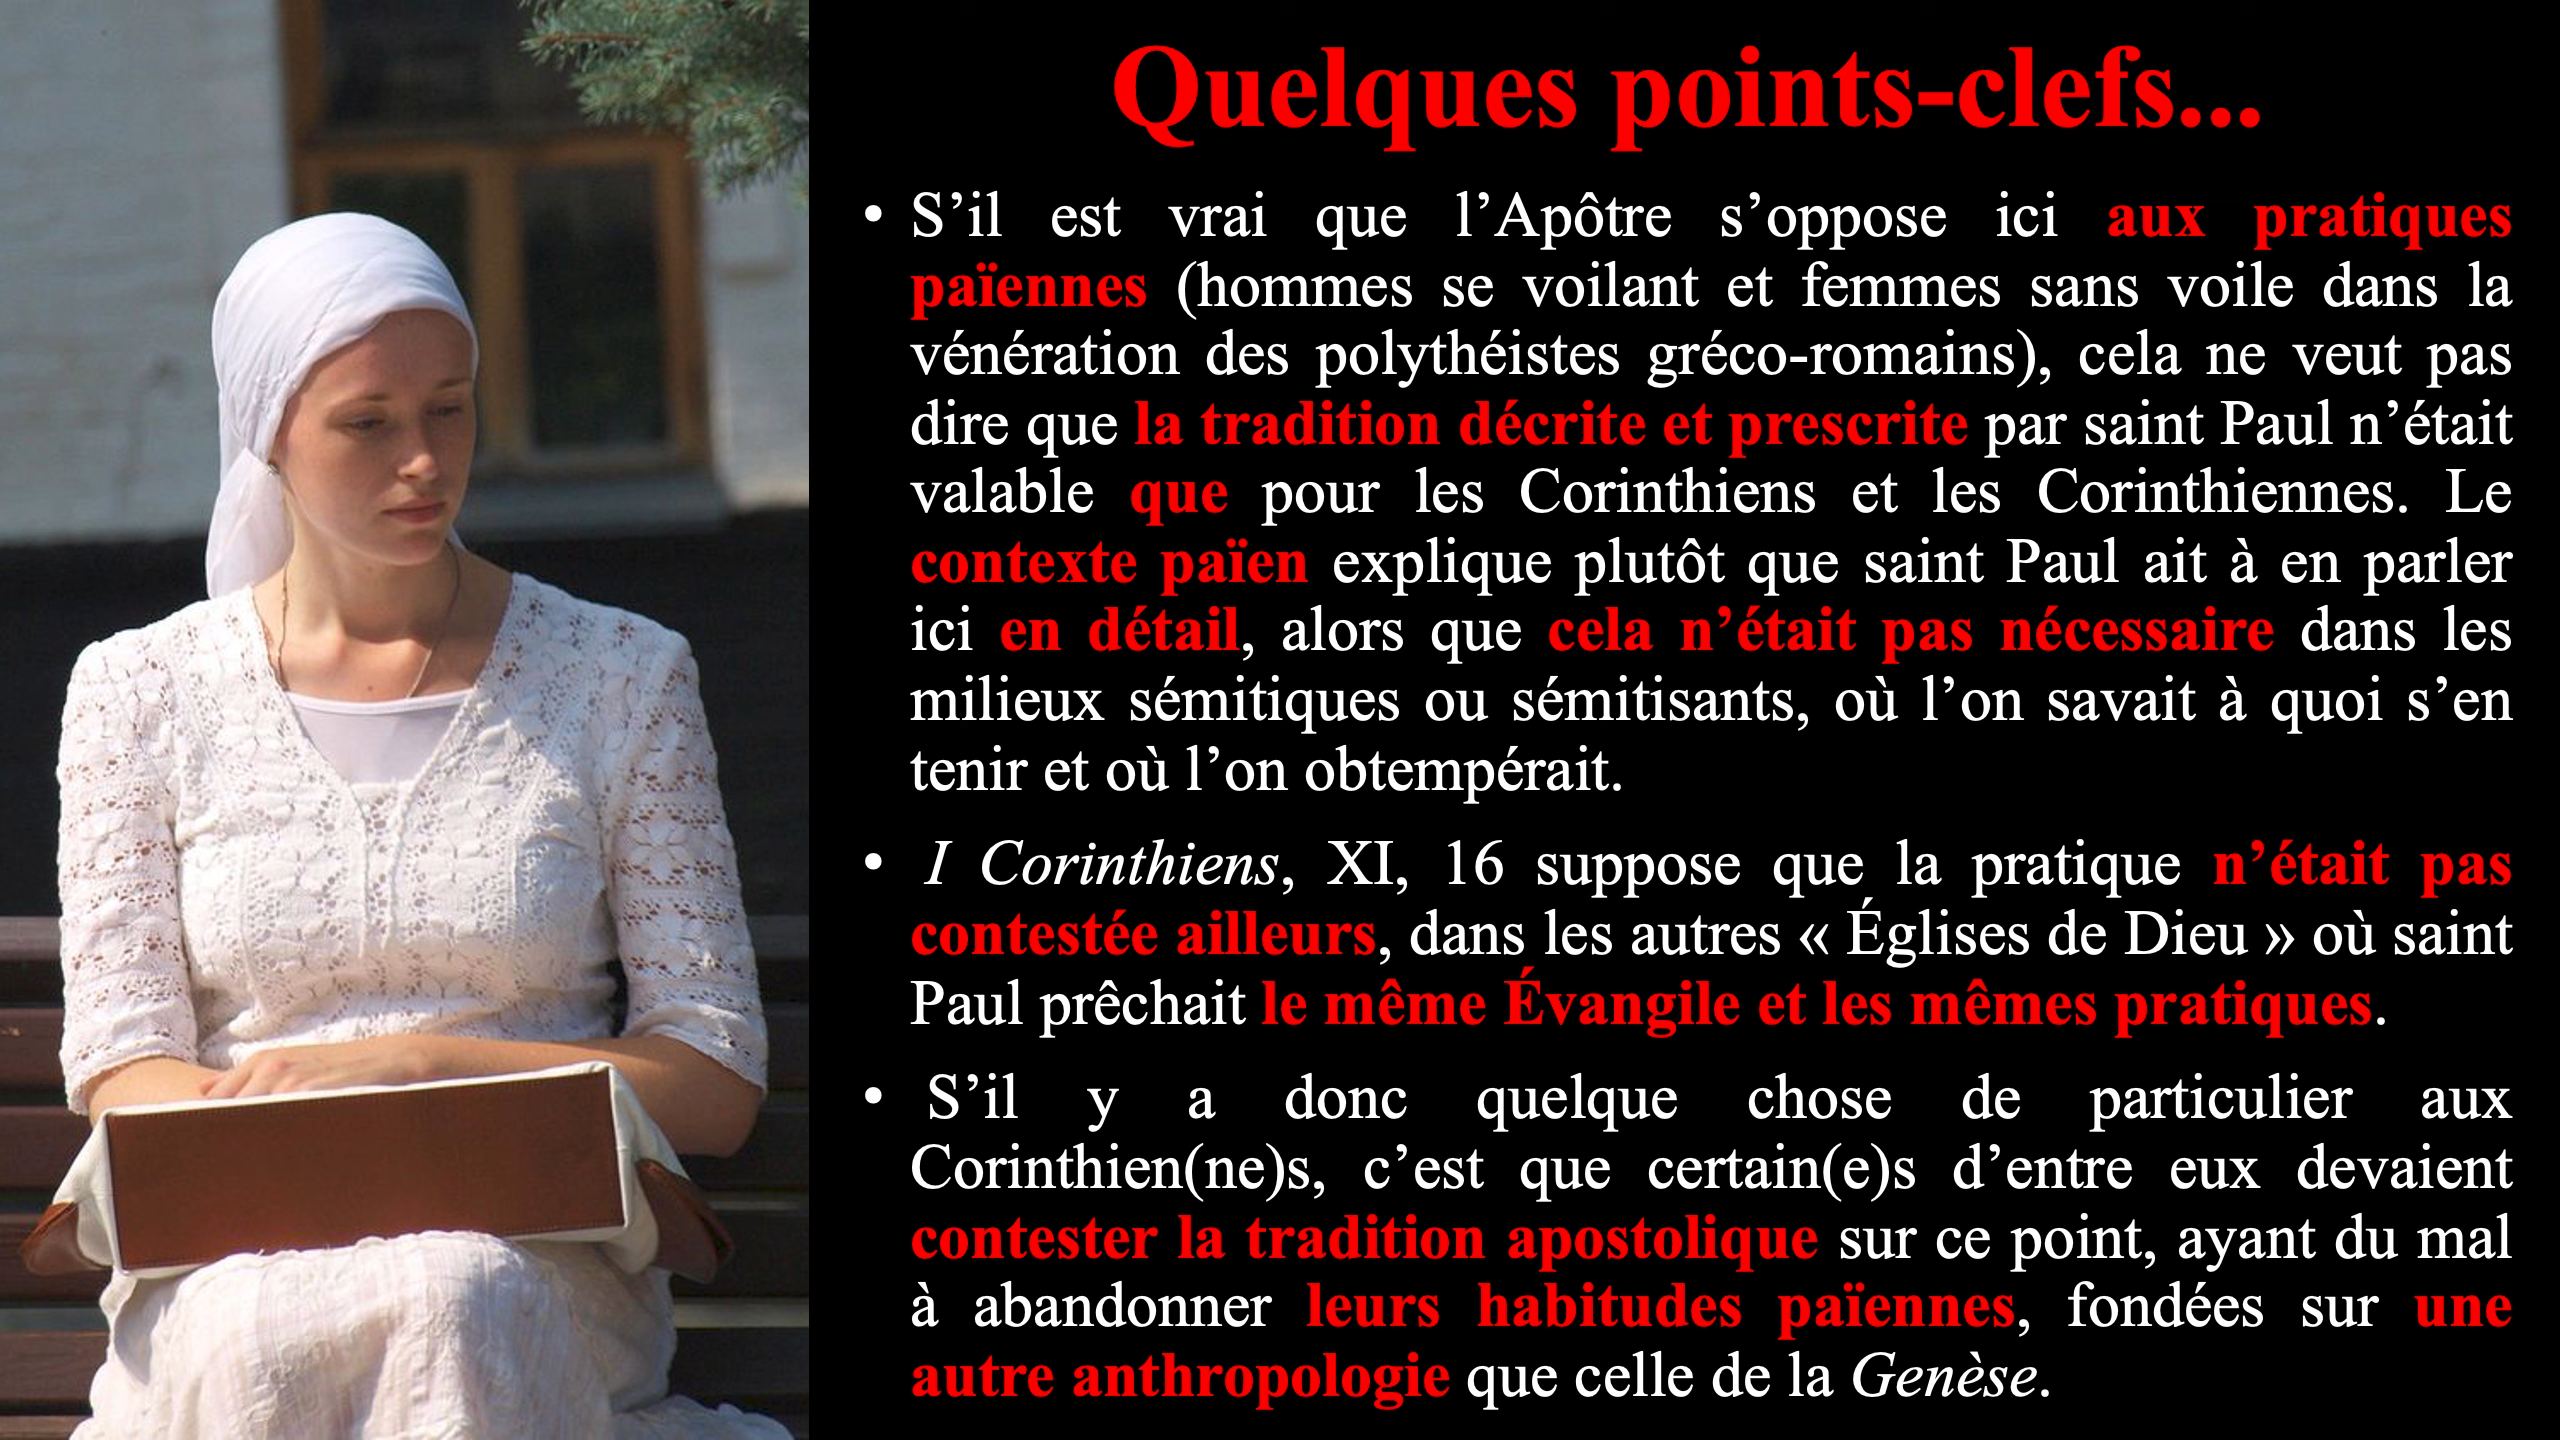 Quelques points-clefs...
• S’il est vrai que l’Apôtre s’oppose ici aux pratiques
païennes (hommes se voilant et femmes sans voile dans la
vénération des polythéistes gréco-romains), cela ne veut pas
dire que la tradition décrite et prescrite par saint Paul n’était
valable que pour les Corinthiens et les Corinthiennes. Le
contexte païen explique plutôt que saint Paul ait à en parler
ici en détail, alors que cela n’était pas nécessaire dans les
milieux sémitiques ou sémitisants, où l’on savait à quoi s’en
tenir et où l’on obtempérait.
• I Corinthiens, XI, 16 suppose que la pratique n’était pas
contestée ailleurs, dans les autres « Églises de Dieu » où saint
Paul prêchait le même Évangile et les mêmes pratiques.
• S’il y a donc quelque chose de particulier aux
Corinthien(ne)s, c’est que certain(e)s d’entre eux devaient
contester la tradition apostolique sur ce point, ayant du mal
à abandonner leurs habitudes païennes, fondées sur une
autre anthropologie que celle de la Genèse.